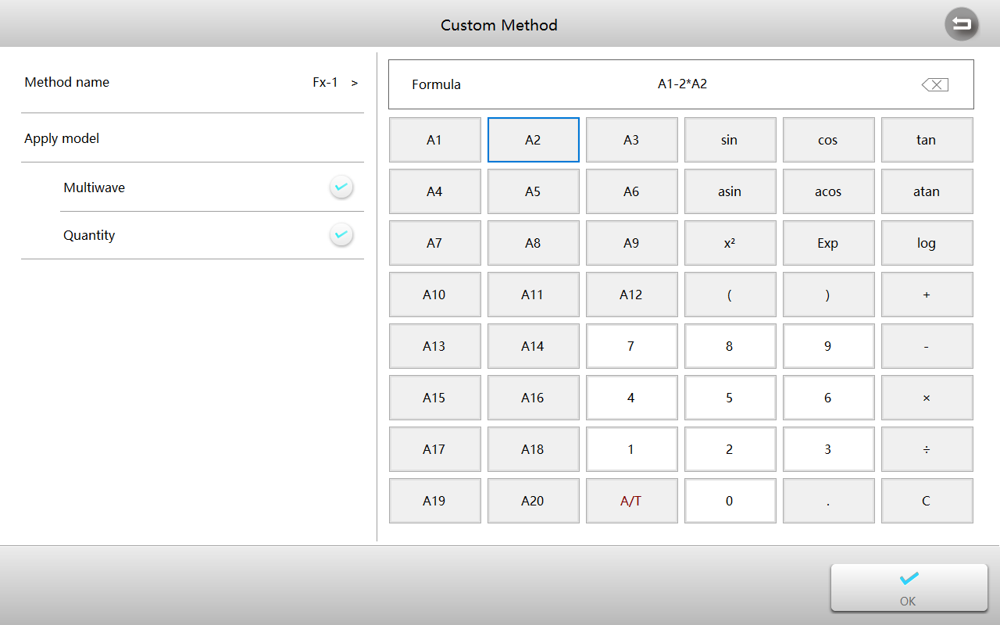 Custom Method
Method name Fx-1 >
Apply model
Multiwave
Quantity
Formula A1-2*A2
A1 A2 A3 sin cos tan
A4 A5 A6 asin acos atan
A7 A8 A9 x² Exp log
A10 A11 A12 ( ) +
A13 A14 7 8 9 -
A15 A16 4 5 6 ×
A17 A18 1 2 3 ÷
A19 A20 A/T 0 . C
OK